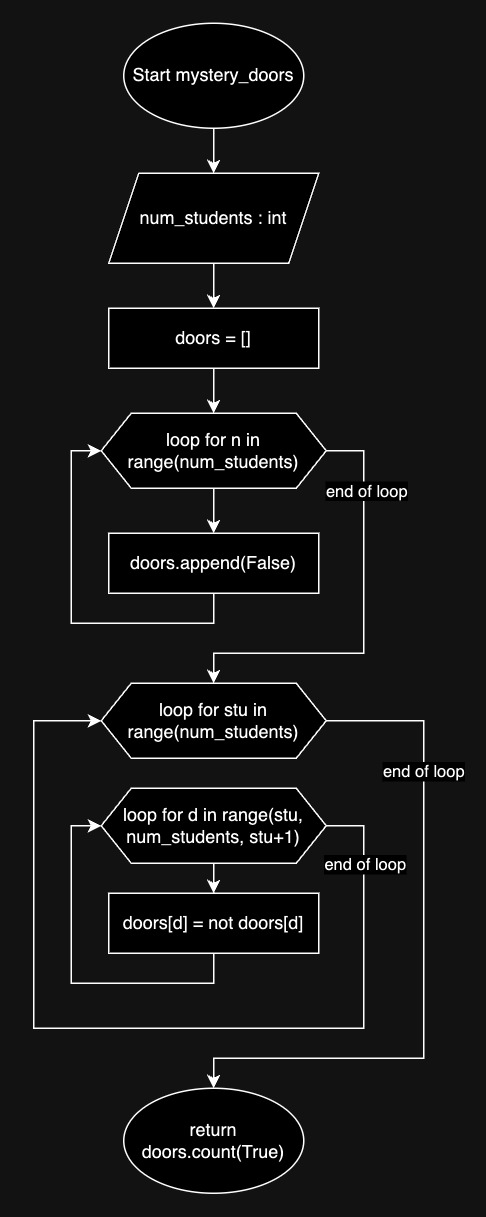 Start mystery_doors
num_students : int
doors = []
loop for n in
range(num_students)
end of loop
doors.append(False)
loop for stu in
range(num_students)
end of loop
loop for d in range(stu,
num_students, stu+1)
end of loop
doors[d] = not doors[d]
return
doors.count(True)